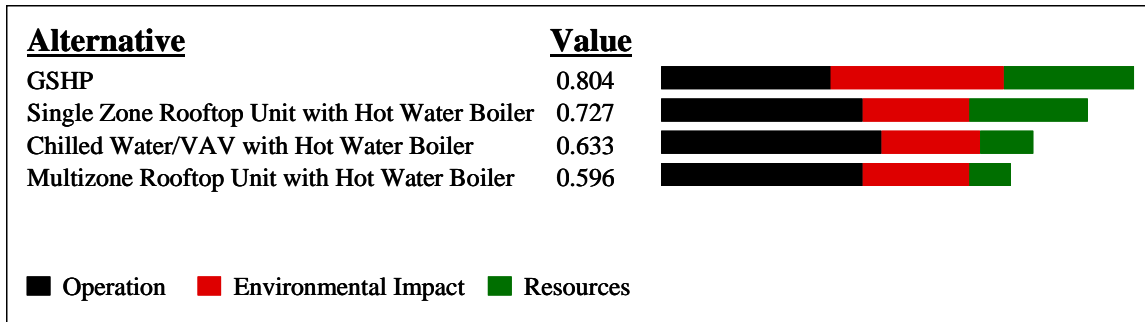 Alternative Value
GSHP 0.804
Single Zone Rooftop Unit with Hot Water Boiler 0.727
Chilled Water/VAV with Hot Water Boiler 0.633
Multizone Rooftop Unit with Hot Water Boiler 0.596
Operation Environmental Impact Resources